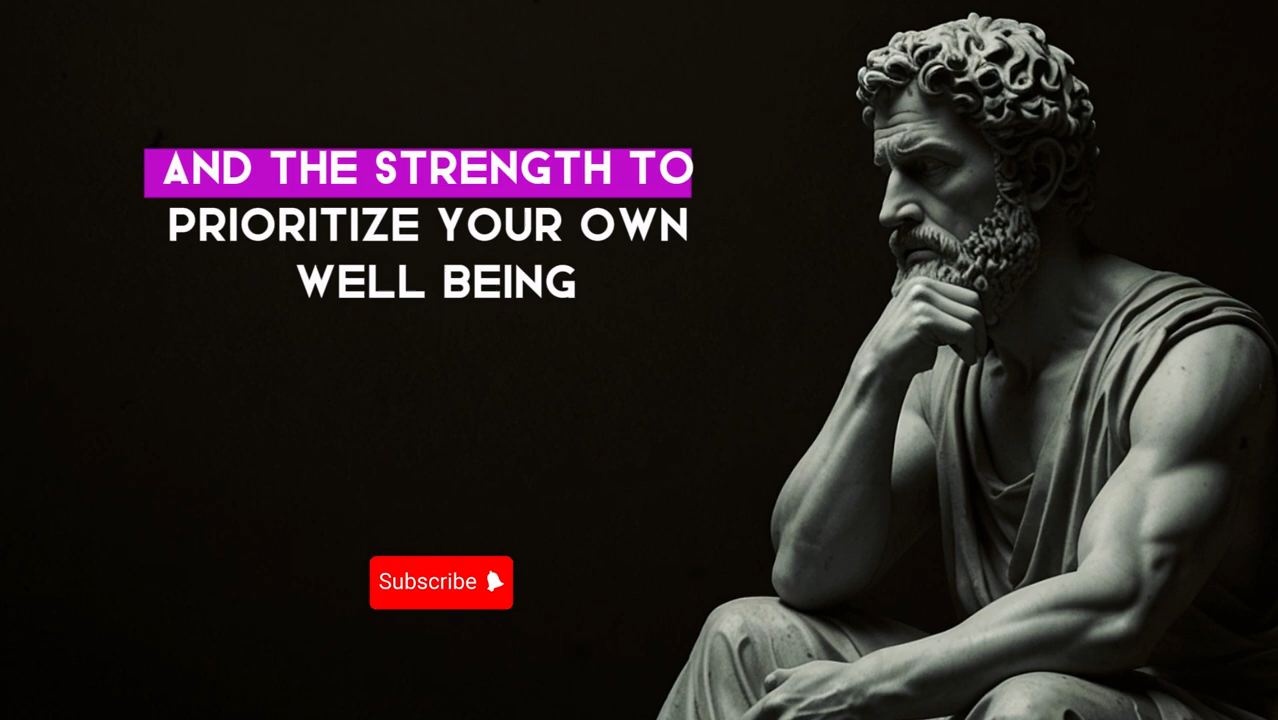 AND THE STRENGTH TO
PRIORITIZE YOUR OWN
WELL BEING
Subscribe